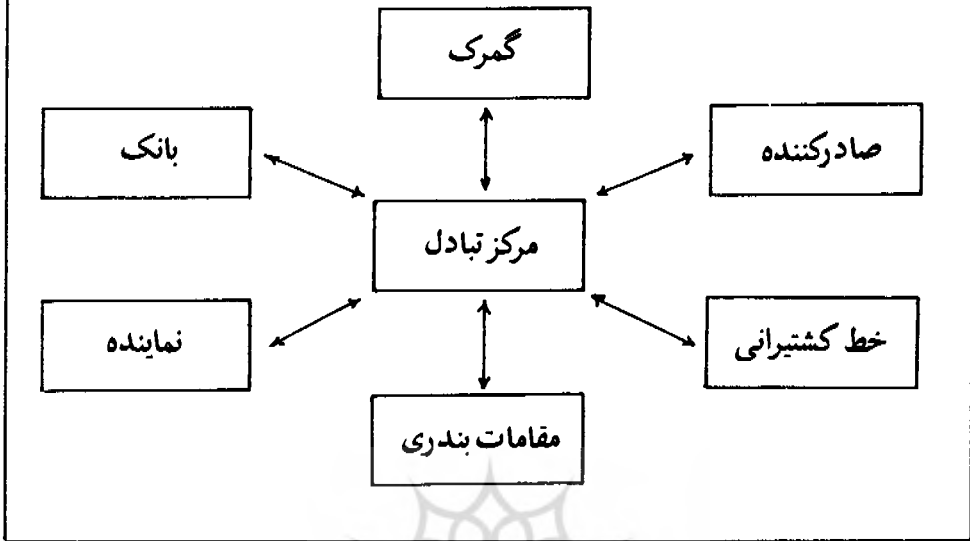 گمرک
صادرکننده
بانک
مرکز تبادل
خط کشتیرانی
نماینده
مقامات بندری